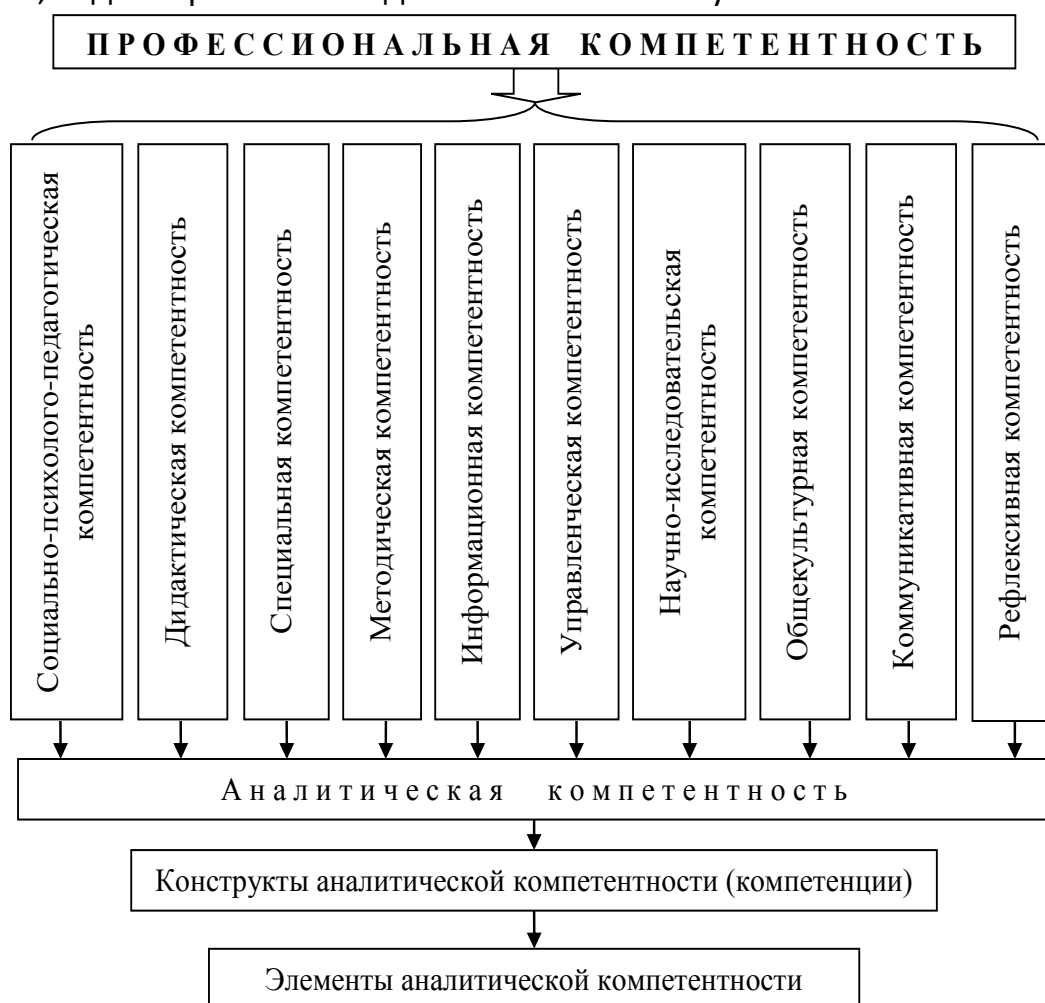 ПРОФЕССИОНАЛЬНАЯ КОМПЕТЕНТНОСТЬ
Социально-психолого-педагогическая
компетентность
Дидактическая компетентность
Специальная компетентность
Методическая компетентность
Информационная компетентность
Управленческая компетентность
Научно-исследовательская
компетентность
Общекультурная компетентность
Коммуникативная компетентность
Рефлексивная компетентность
Аналитическая компетентность
Конструкты аналитической компетентности (компетенции)
Элементы аналитической компетентности